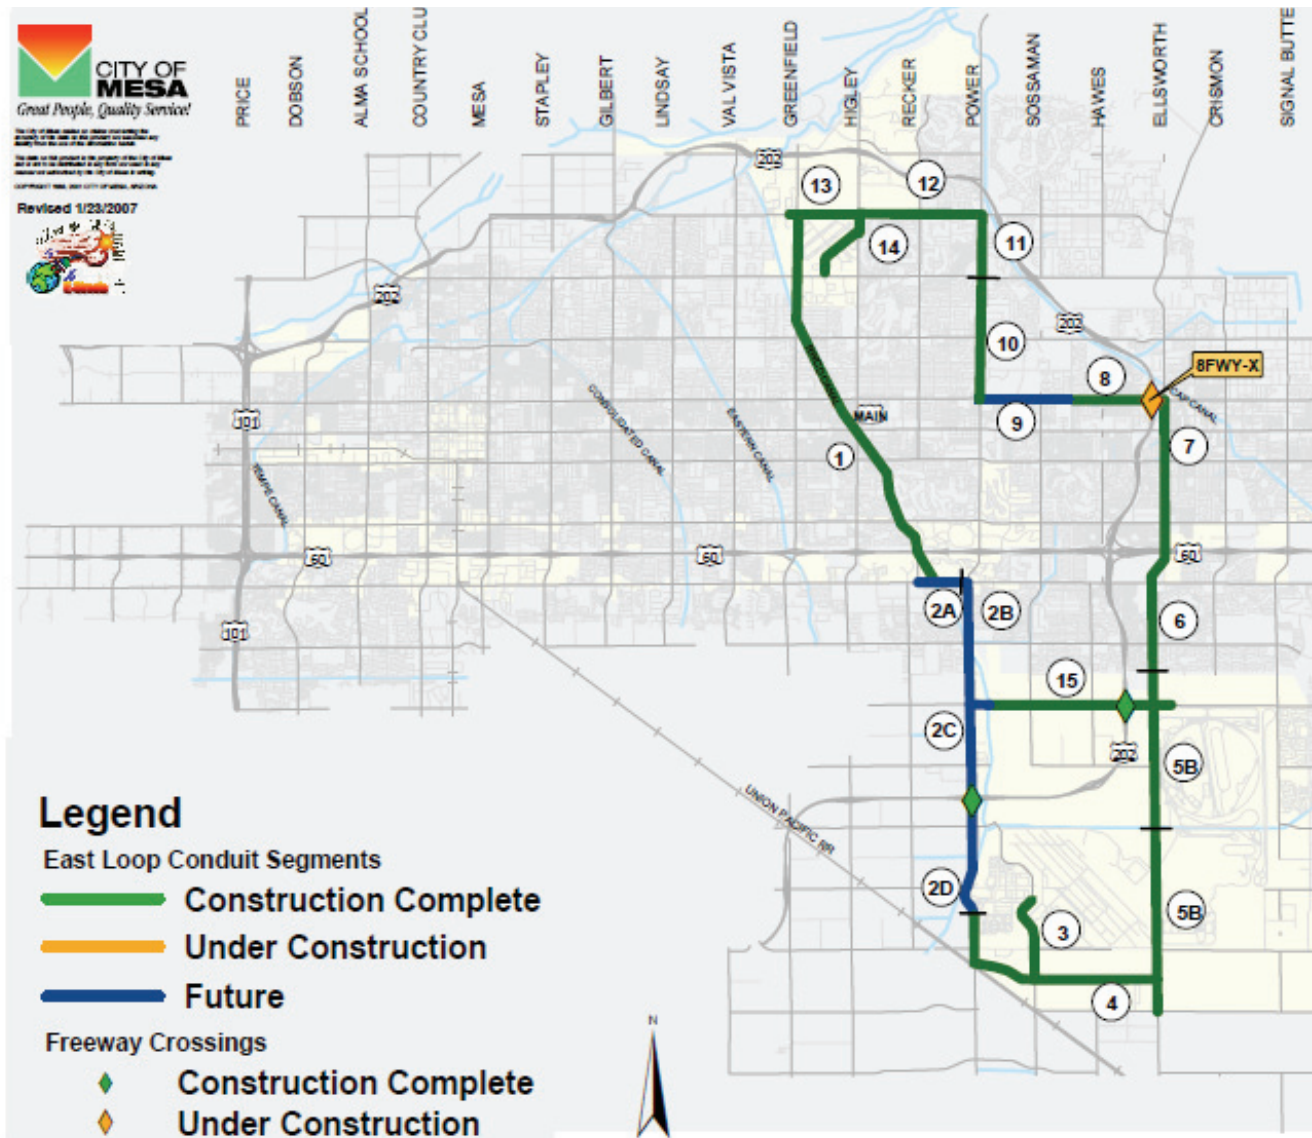 CITY OF
MESA
Great People, Quality Service!
Revised 1/23/2007
PRICE
DOBSON
ALMA SCHOOL
COUNTRY CLU
MESA
STAPLEY
GILBERT
LINDSAY
VAL VISTA
GREENFIELD
HIGLEY
RECKER
POWER
SOSSAMAN
HAWES
ELLSWORTH
CRISMON
SIGNAL BUTTE
202
13
12
14
11
202
202
10
8FWY-X
8
9
CAP CANAL
7
101
MAIN
1
CONSOLIDATED CANAL
EASTERN CANAL
TEMPE CANAL
60
60
60
2A
2B
6
101
15
2C
202
5B
UNION PACIFIC RR
2D
5B
3
4
Legend
East Loop Conduit Segments
Construction Complete
Under Construction
Future
Freeway Crossings
Construction Complete
Under Construction
N